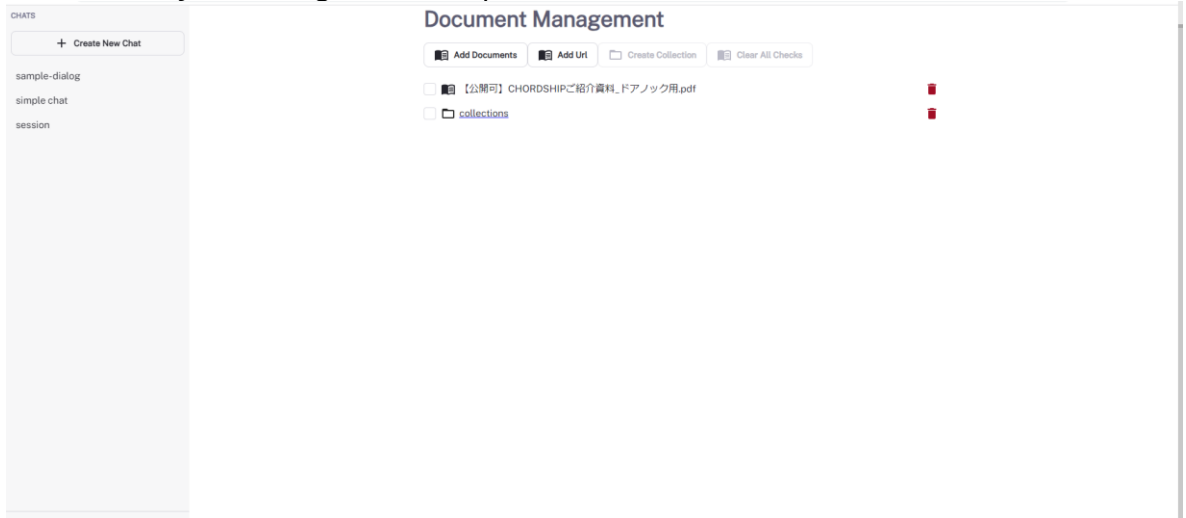 CHATS
+ Create New Chat
sample-dialog
simple chat
session
Document Management
Add Documents
Add Url
Create Collection
Clear All Checks
【公開可】CHORDSHIPご紹介資料_ドアノック用.pdf
collections